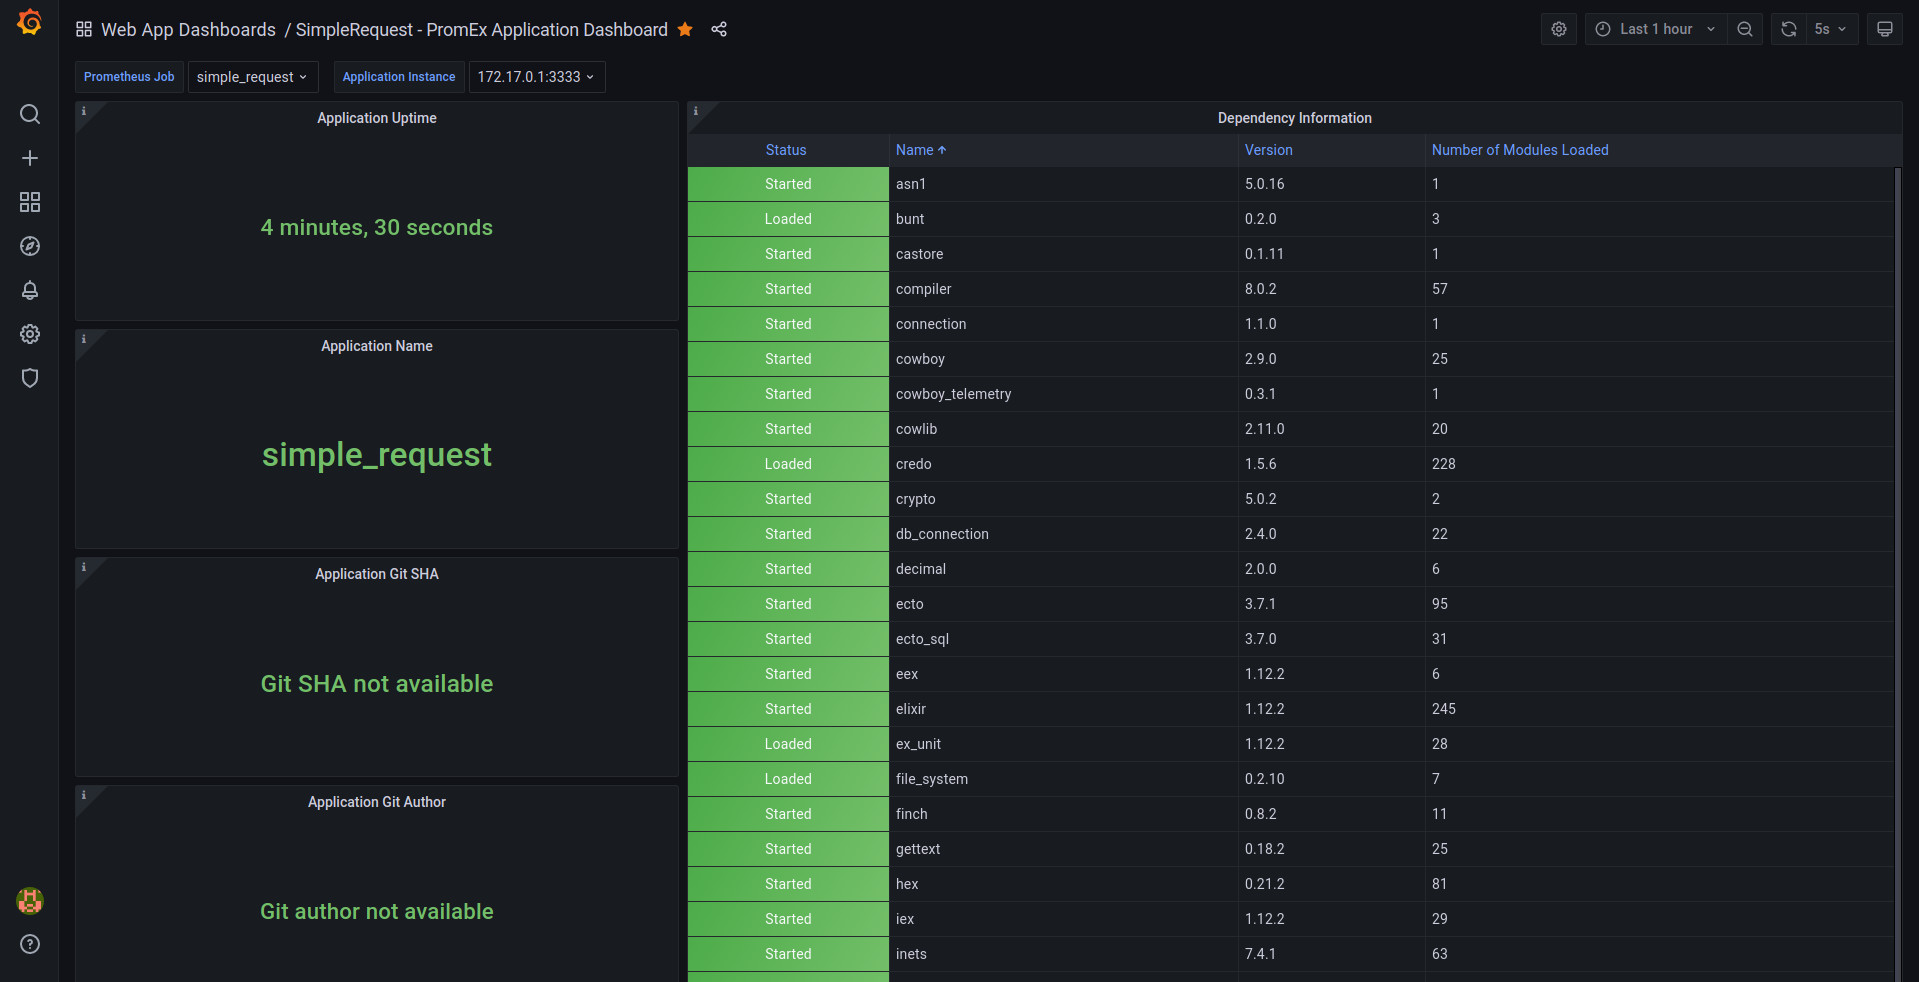 Web App Dashboards / SimpleRequest - PromEx Application Dashboard
Last 1 hour
5s
Prometheus Job simple_request Application Instance 172.17.0.1:3333
Application Uptime
4 minutes, 30 seconds
Application Name
simple_request
Application Git SHA
Git SHA not available
Application Git Author
Git author not available
Dependency Information
Status Name Version Number of Modules Loaded
Started asn1 5.0.16 1
Loaded bunt 0.2.0 3
Started castore 0.1.11 1
Started compiler 8.0.2 57
Started connection 1.1.0 1
Started cowboy 2.9.0 25
Started cowboy_telemetry 0.3.1 1
Started cowlib 2.11.0 20
Loaded credo 1.5.6 228
Started crypto 5.0.2 2
Started db_connection 2.4.0 22
Started decimal 2.0.0 6
Started ecto 3.7.1 95
Started ecto_sql 3.7.0 31
Started eex 1.12.2 6
Started elixir 1.12.2 245
Loaded ex_unit 1.12.2 28
Loaded file_system 0.2.10 7
Started finch 0.8.2 11
Started gettext 0.18.2 25
Started hex 0.21.2 81
Started iex 1.12.2 29
Started inets 7.4.1 63